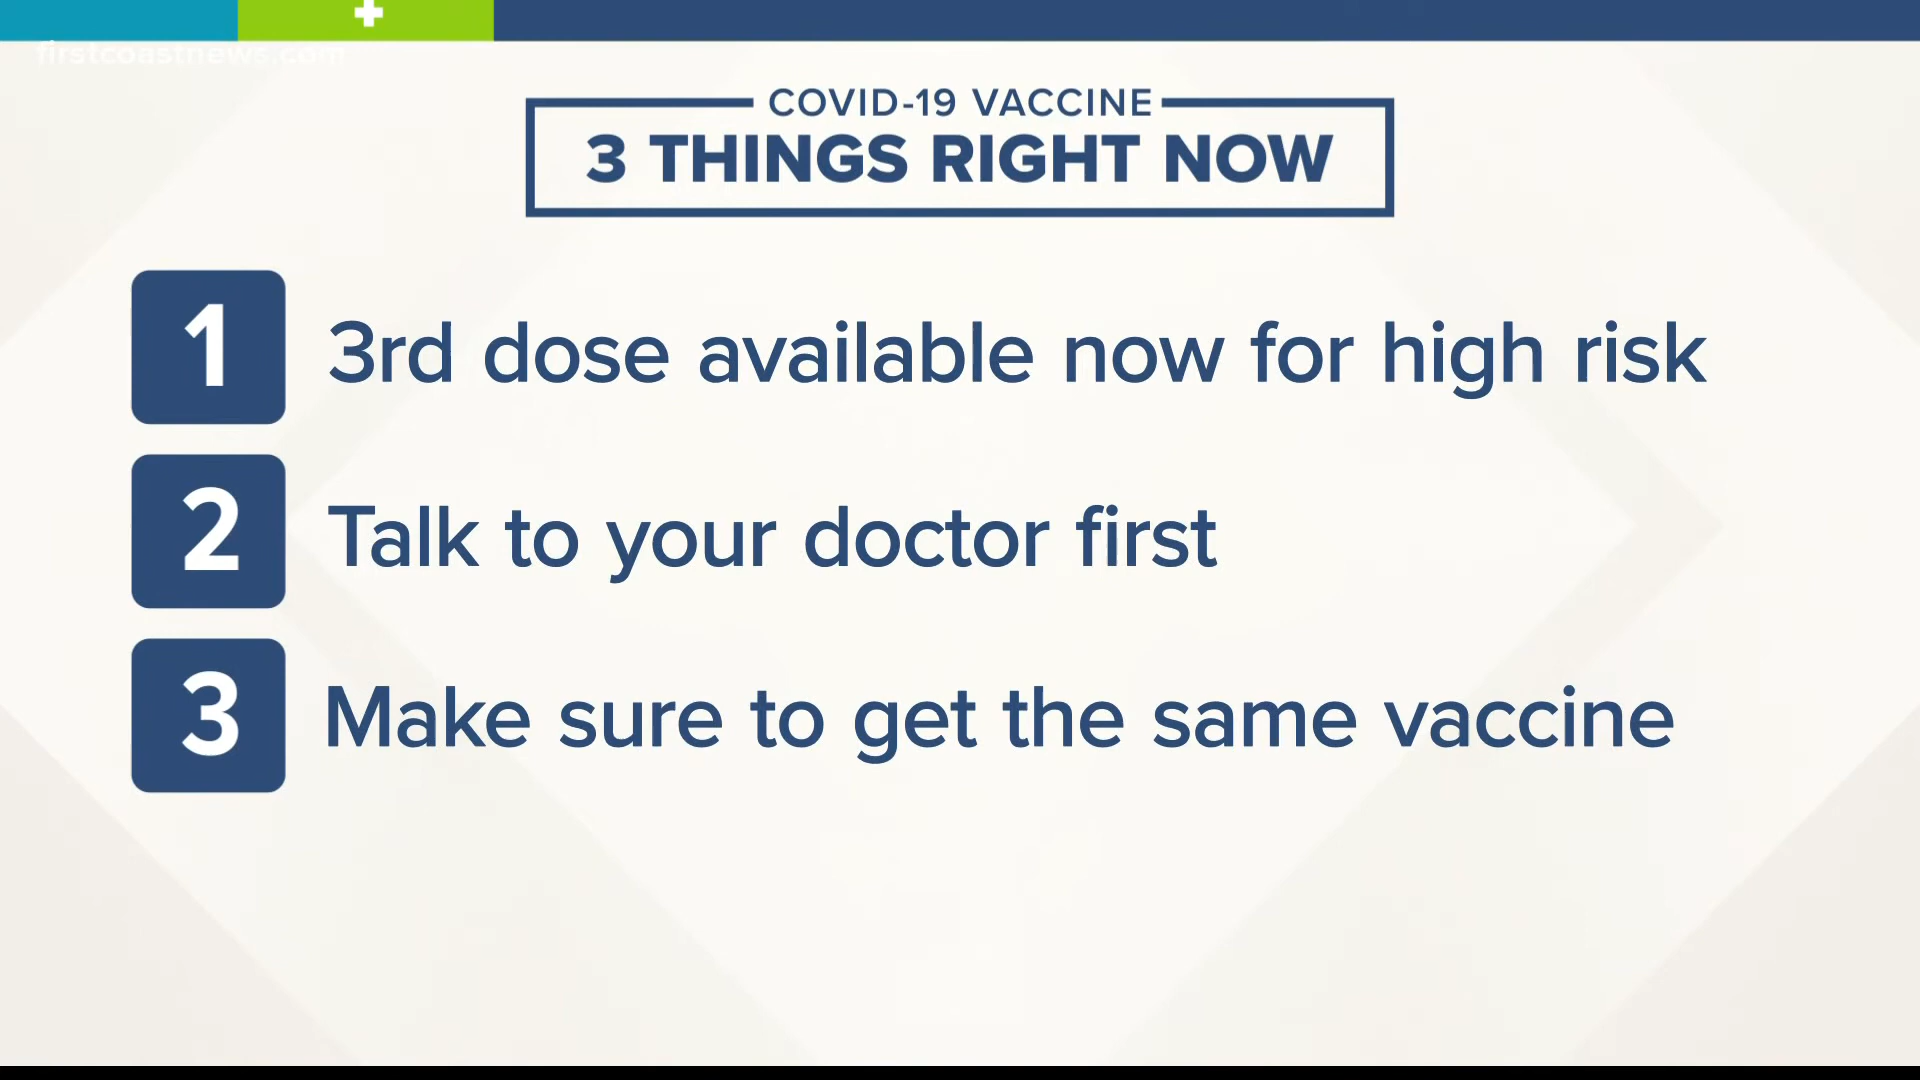 firstcoastnews.com
COVID-19 VACCINE
3 THINGS RIGHT NOW
1 3rd dose available now for high risk
2 Talk to your doctor first
3 Make sure to get the same vaccine